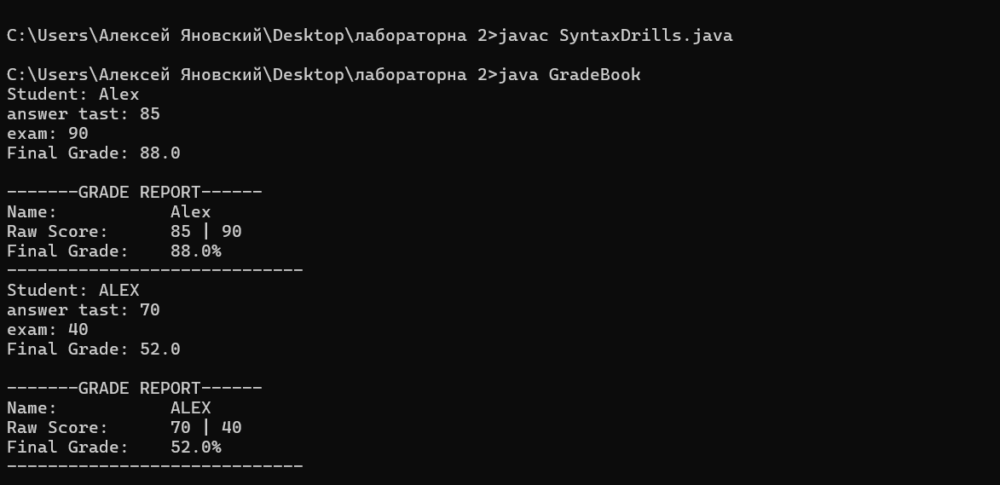 C:\Users\Алексей Яновский\Desktop\лабораторна 2>javac SyntaxDrills.java
C:\Users\Алексей Яновский\Desktop\лабораторна 2>java GradeBook
Student: Alex
answer tast: 85
exam: 90
Final Grade: 88.0
-------GRADE REPORT------
Name:           Alex
Raw Score:      85 | 90
Final Grade:    88.0%
-----------------------------
Student: ALEX
answer tast: 70
exam: 40
Final Grade: 52.0
-------GRADE REPORT------
Name:           ALEX
Raw Score:      70 | 40
Final Grade:    52.0%
-----------------------------